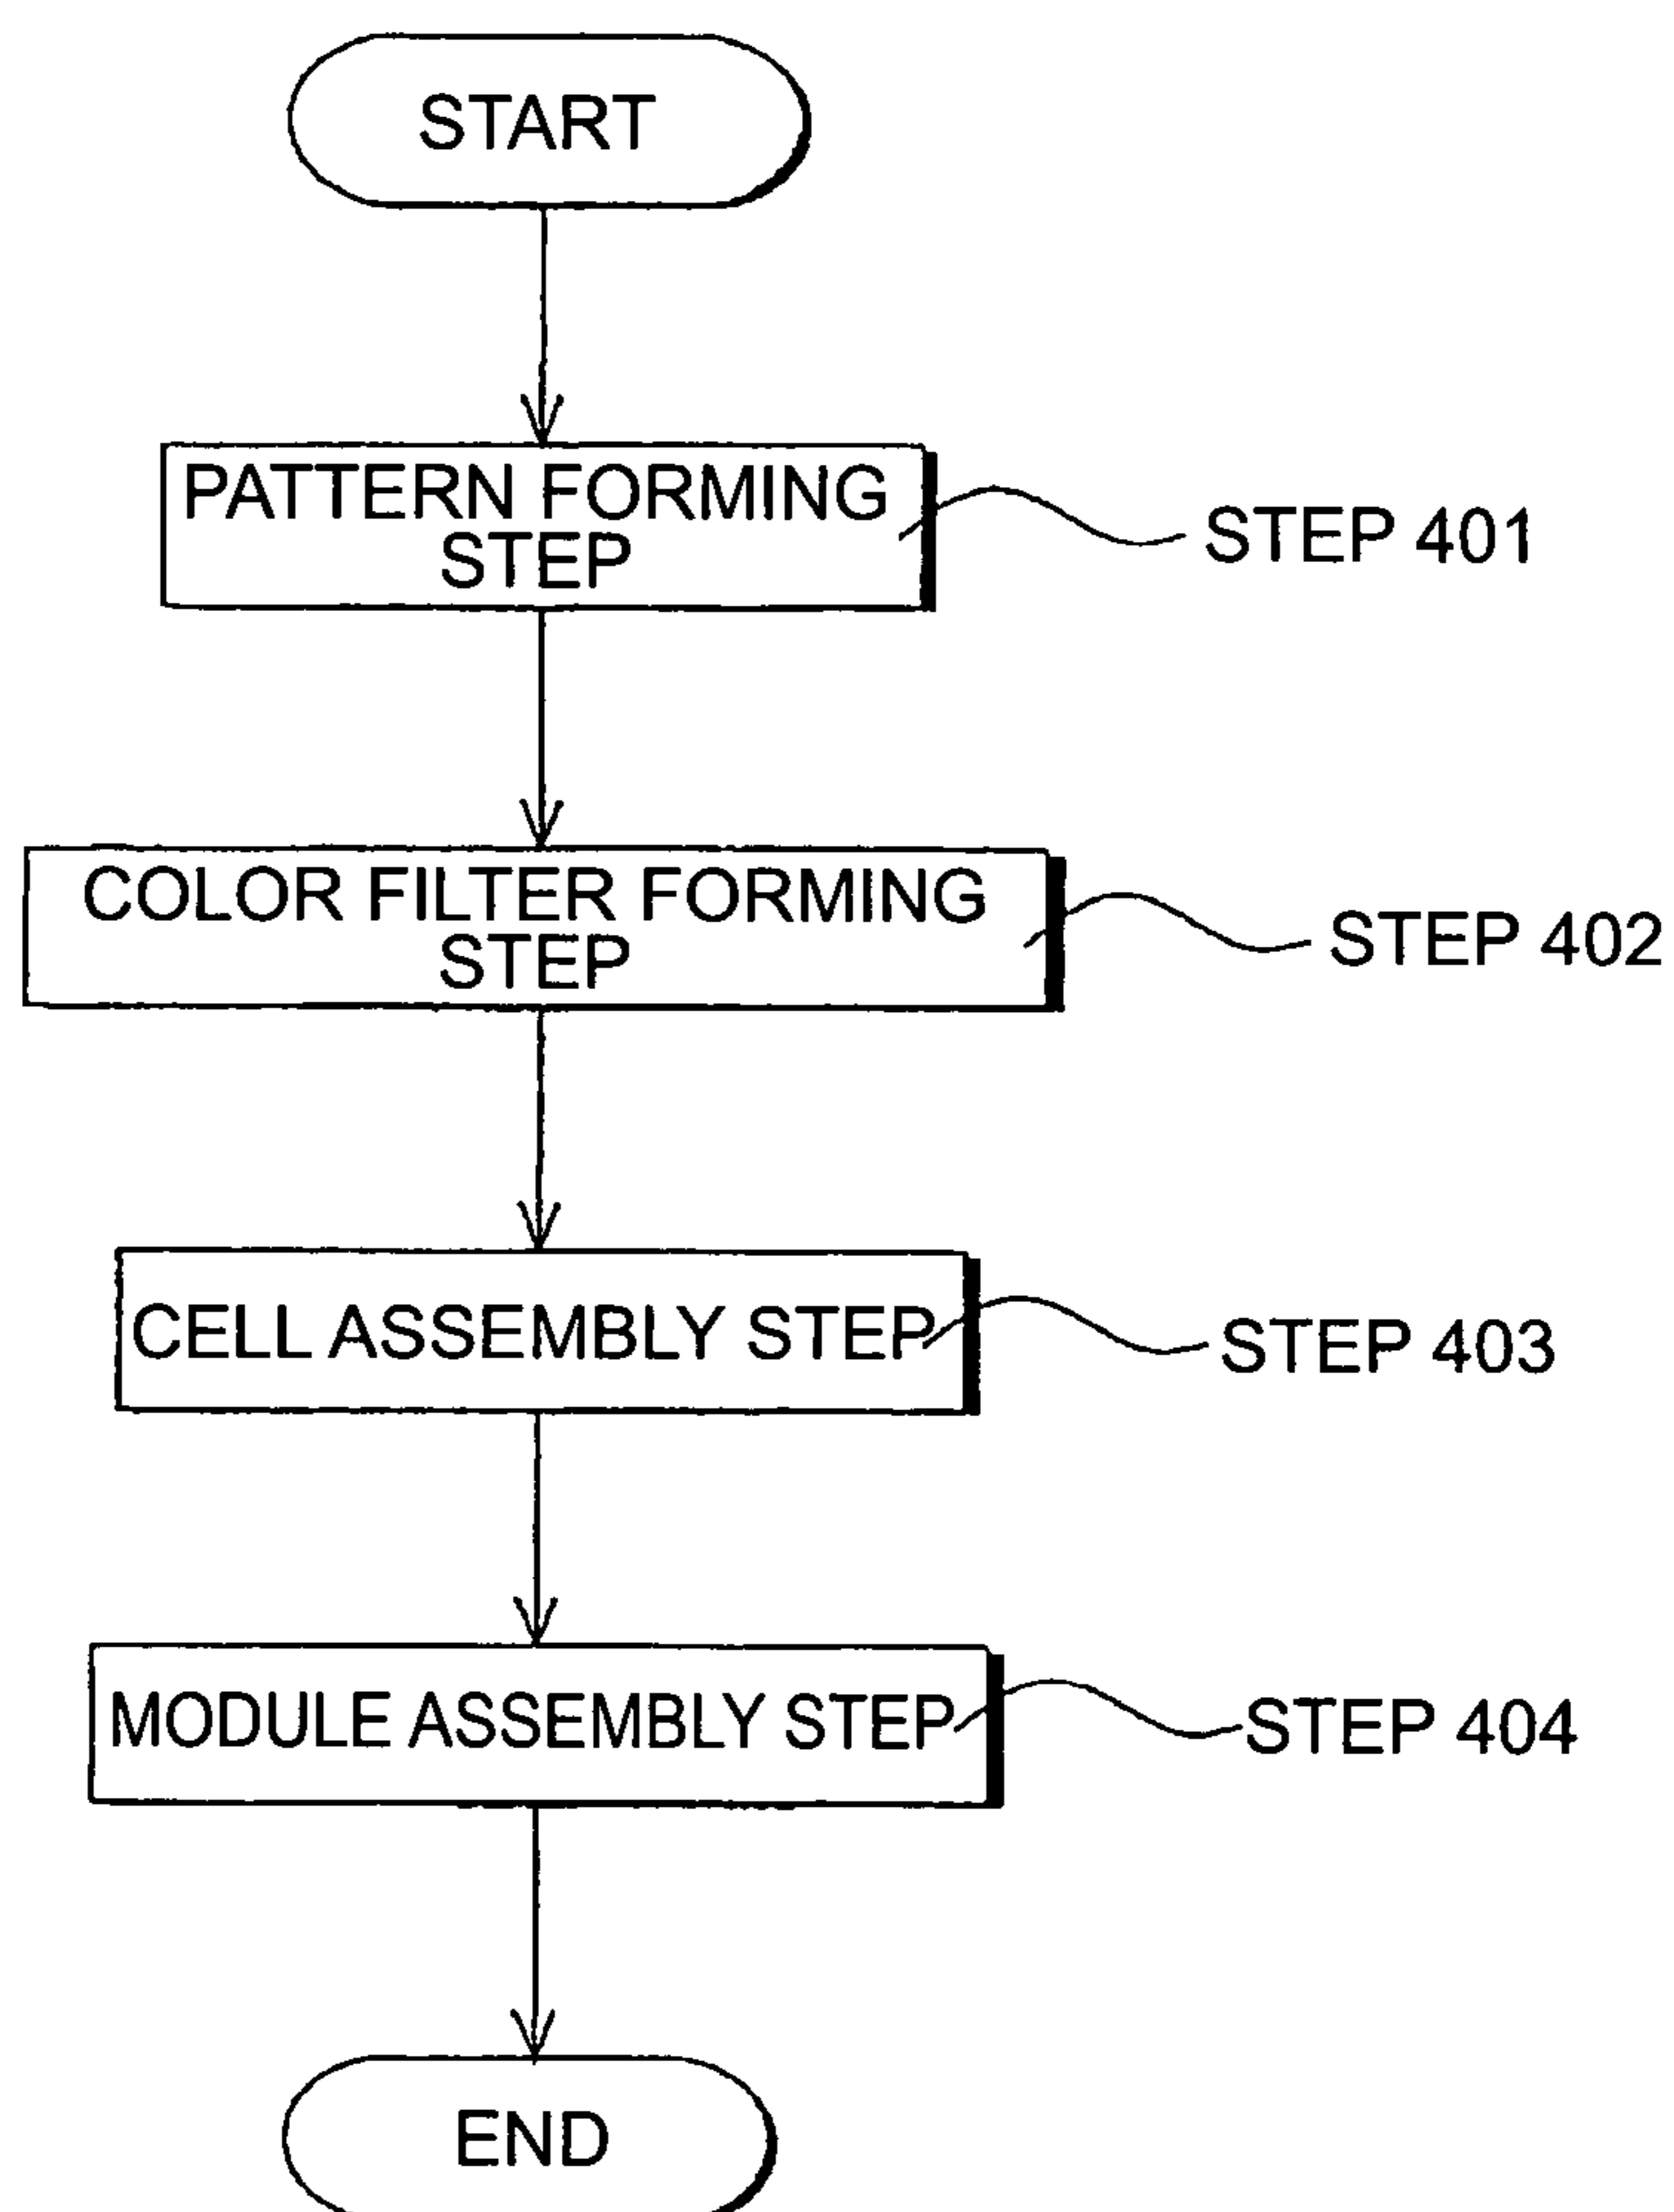 START
PATTERN FORMING
STEP
STEP 401
COLOR FILTER FORMING
STEP
STEP 402
CELL ASSEMBLY STEP
STEP 403
MODULE ASSEMBLY STEP
STEP 404
END